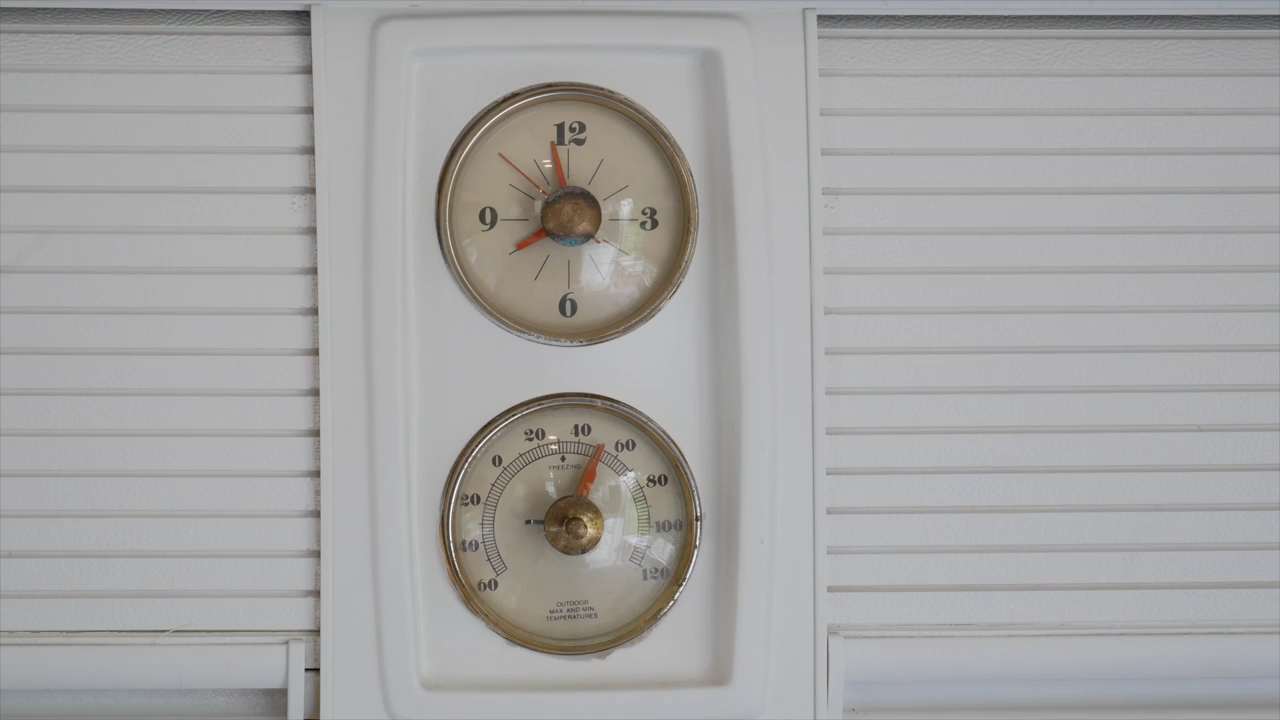 12
9 3
6
20 40 60
0 80
FREEZING
20 100
40 120
60
OUTDOOR
MAX AND MIN
TEMPERATURES